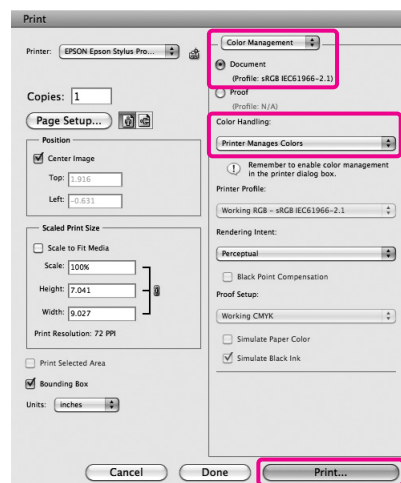 Print
Printer: EPSON Epson Stylus Pro...
Copies: 1
Page Setup...
Position
Center Image
Top: 1.916
Left: -0.631
Scaled Print Size
Scale to Fit Media
Scale: 100%
Height: 7.041
Width: 9.027
Print Resolution: 72 PPI
Print Selected Area
Bounding Box
Units: inches
Color Management
Document
(Profile: sRGB IEC61966-2.1)
Proof
(Profile: N/A)
Color Handling:
Printer Manages Colors
Remember to enable color management
in the printer dialog box.
Printer Profile:
Working RGB - sRGB IEC61966-2.1
Rendering Intent:
Perceptual
Black Point Compensation
Proof Setup:
Working CMYK
Simulate Paper Color
Simulate Black Ink
Cancel
Done
Print...